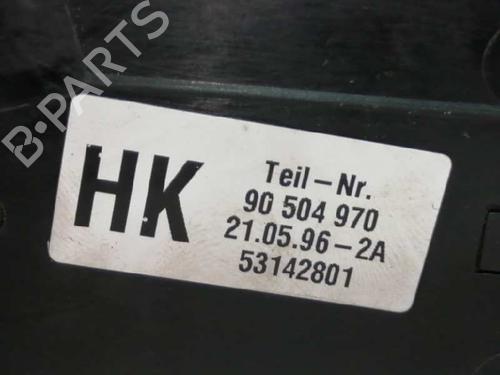 B-PARTS
HK
Teil-Nr.
90 504 970
21.05.96-2A
53142801